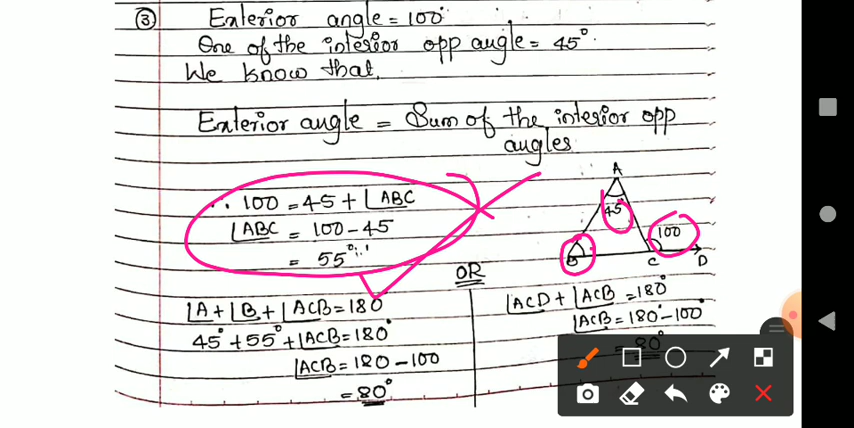 ③ Exterior angle = 100°
One of the interior opp angle = 45°.
We know that,
Exterior angle = Sum of the interior opp
angles
∴ 100 = 45 + ∠ABC
∠ABC = 100 - 45
= 55°
A
45°
100
B
C
D
OR
∠A + ∠B + ∠ACB = 180
45° + 55° + ∠ACB = 180°
∠ACB = 180 - 100
= 80°
∠ACD + ∠ACB = 180°
∠ACB = 180° - 100°
= 80°